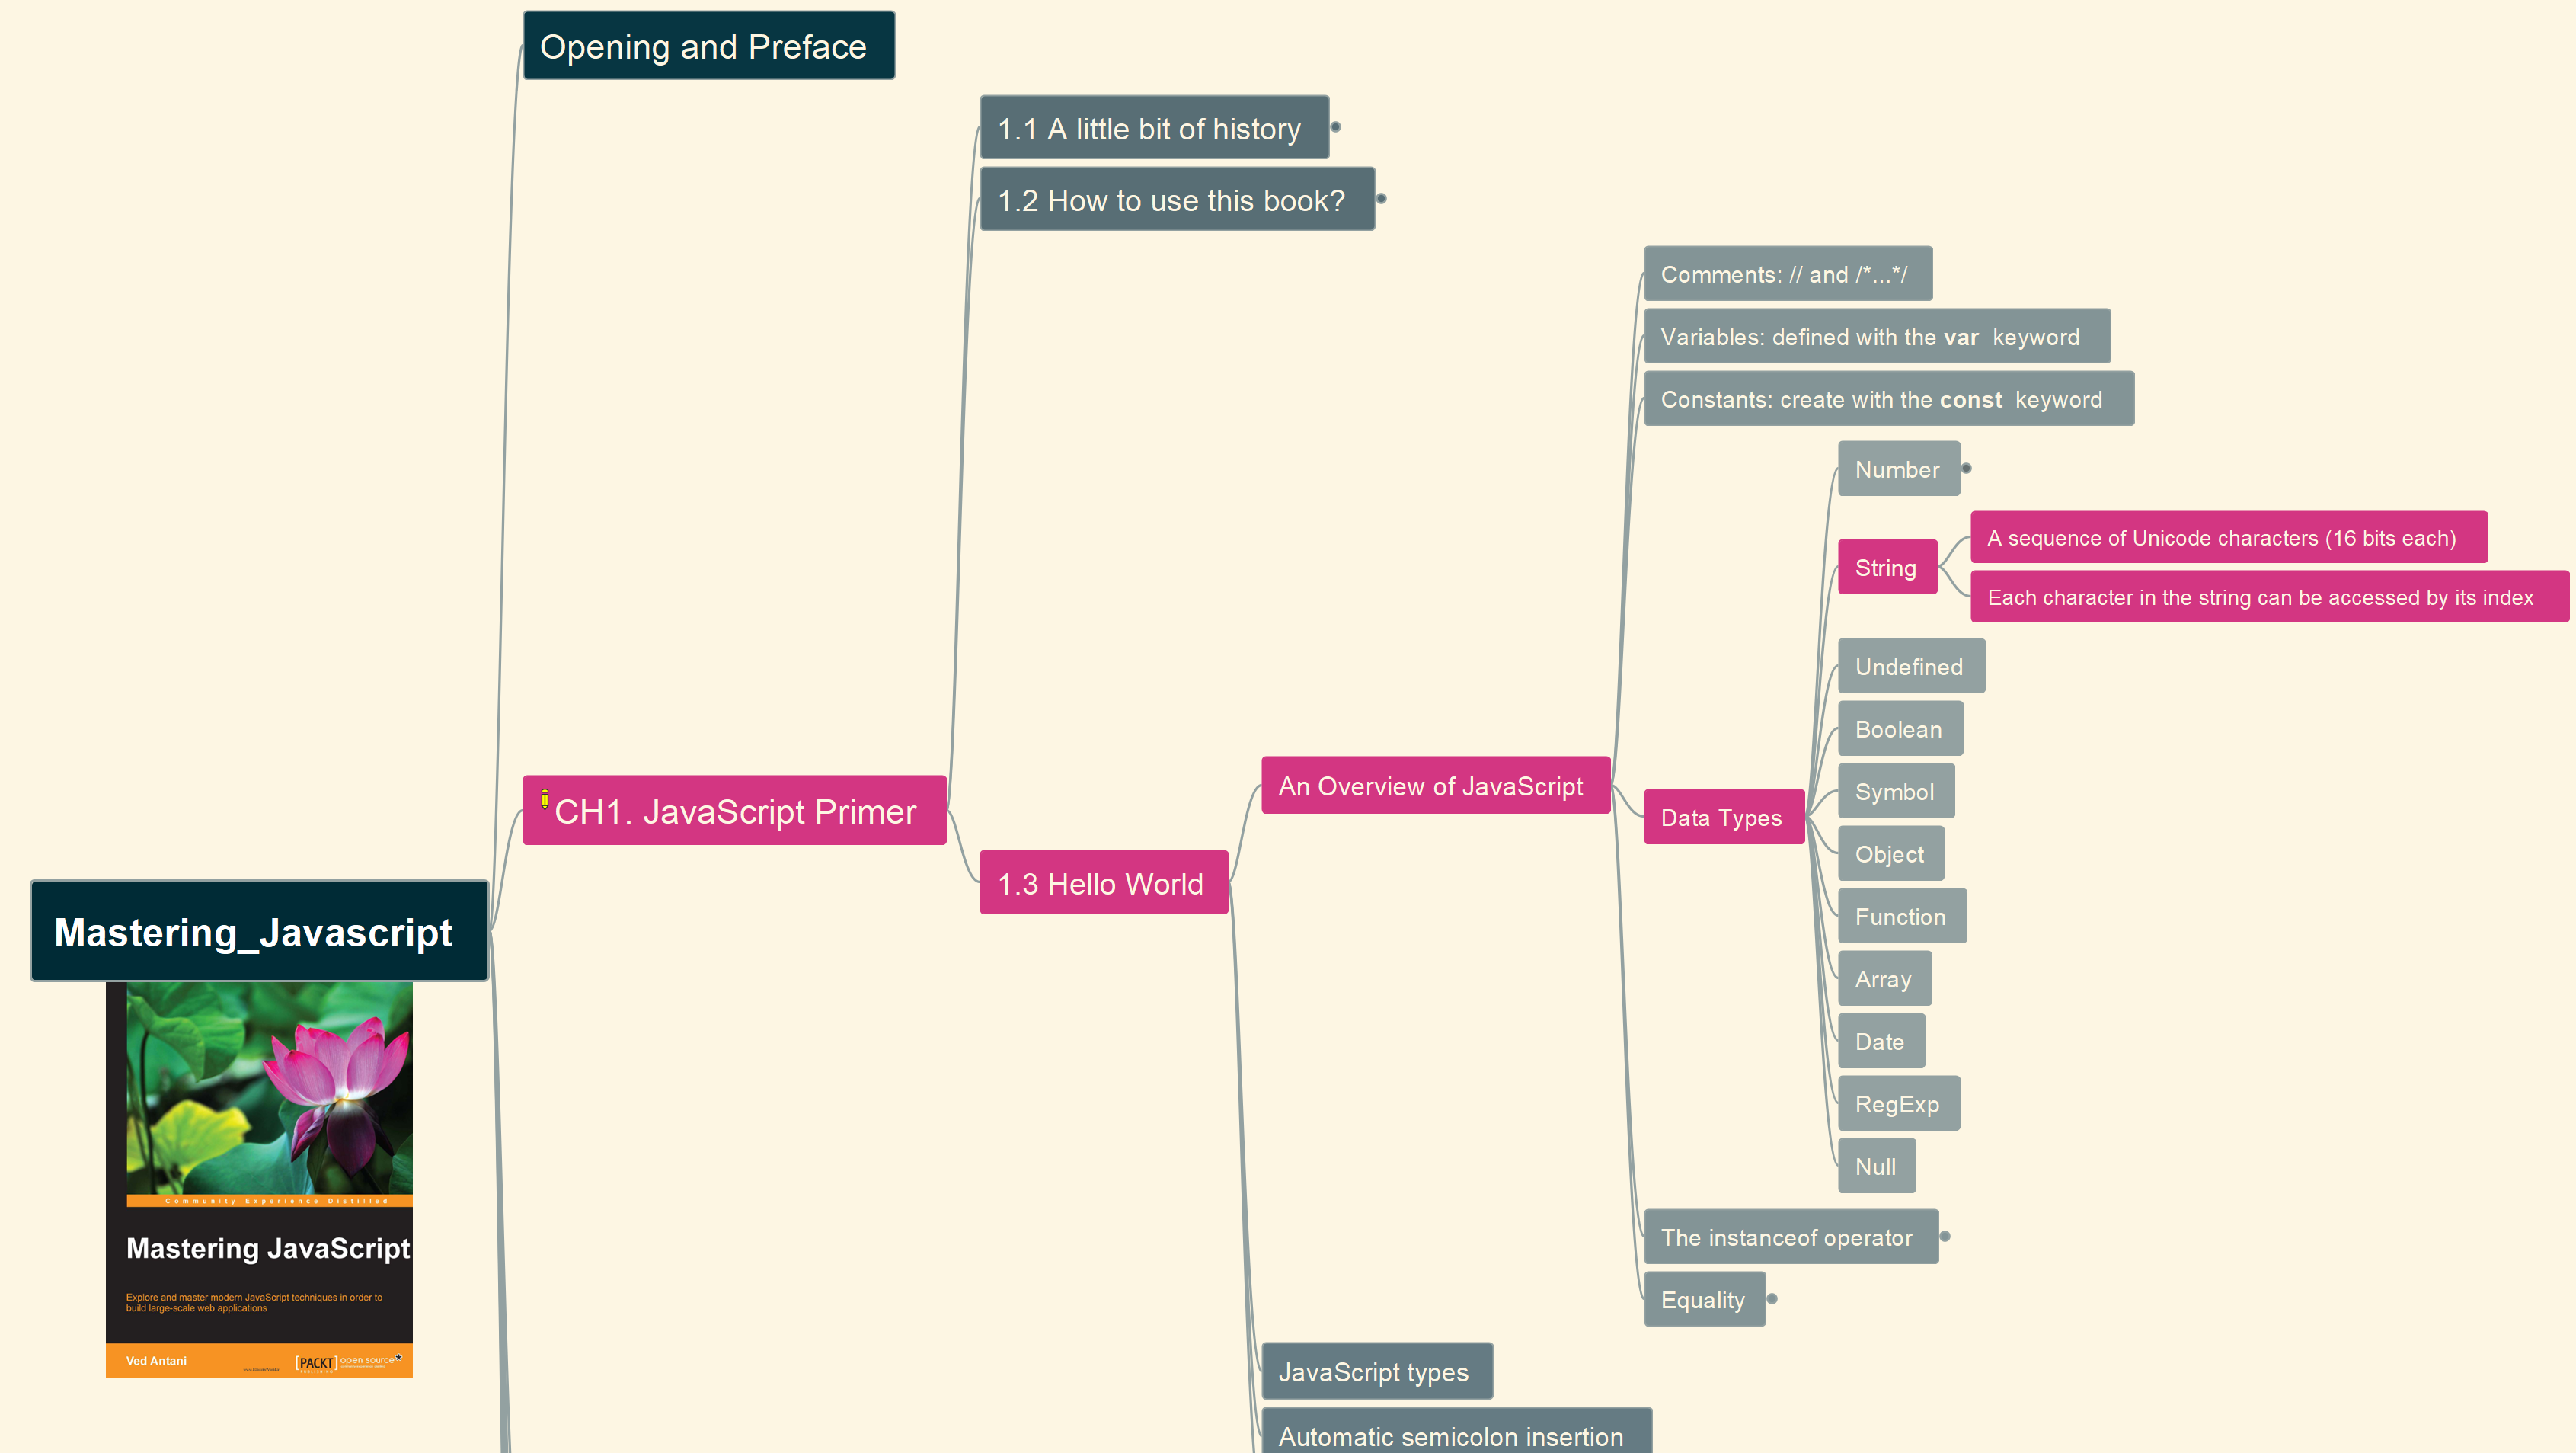 Opening and Preface
1.1 A little bit of history
1.2 How to use this book?
Comments: // and /*...*/
Variables: defined with the var keyword
Constants: create with the const keyword
Number
A sequence of Unicode characters (16 bits each)
String
Each character in the string can be accessed by its index
Undefined
Boolean
An Overview of JavaScript
Symbol
CH1. JavaScript Primer
Data Types
Object
1.3 Hello World
Function
Mastering_Javascript
Array
Date
RegExp
Null
Community Experience Distilled
Mastering JavaScript
The instanceof operator
Explore and master modern JavaScript techniques in order to
build large-scale web applications
Equality
Ved Antani
[PACKT] open source*
PUBLISHING
JavaScript types
Automatic semicolon insertion